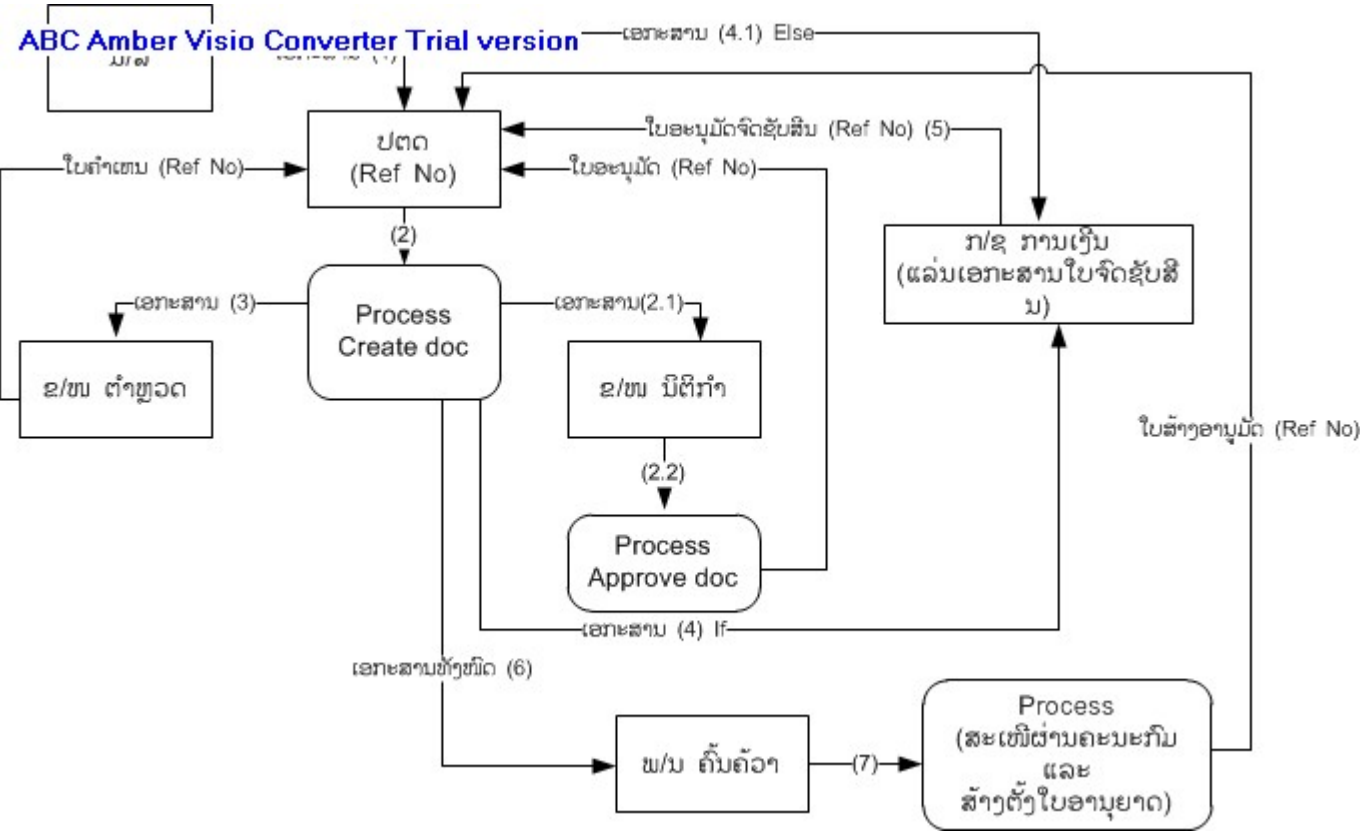 ABC Amber Visio Converter Trial version
ເອກະສານ (4.1) Else
ປຕດ
(Ref No)
ໃບອະນຸມັດຈົດຊັບສີນ (Ref No) (5)
ໃບຄຳເຫນ (Ref No)
ໃບອະນຸມັດ (Ref No)
(2)
ກ/ຊ ການເງີນ
(ແລ່ນເອກະສານໃບຈົດຊັບສີ
ນ)
ເອກະສານ (3)
Process
Create doc
ເອກະສານ(2.1)
ຂ/ໜ ຕຳຫຼວດ
ຂ/ໜ ນິຕິກຳ
ໃບສ້າງອານຸມັດ (Ref No)
(2.2)
Process
Approve doc
ເອກະສານ (4) If
ເອກະສານທັງໝົດ (6)
ພ/ນ ຄົ້ນຄ້ວາ
(7)
Process
(ສະເໜີຜ່ານຄະນະກົມ
ແລະ
ສ້າງຕັ້ງໃບອານຸຍາດ)